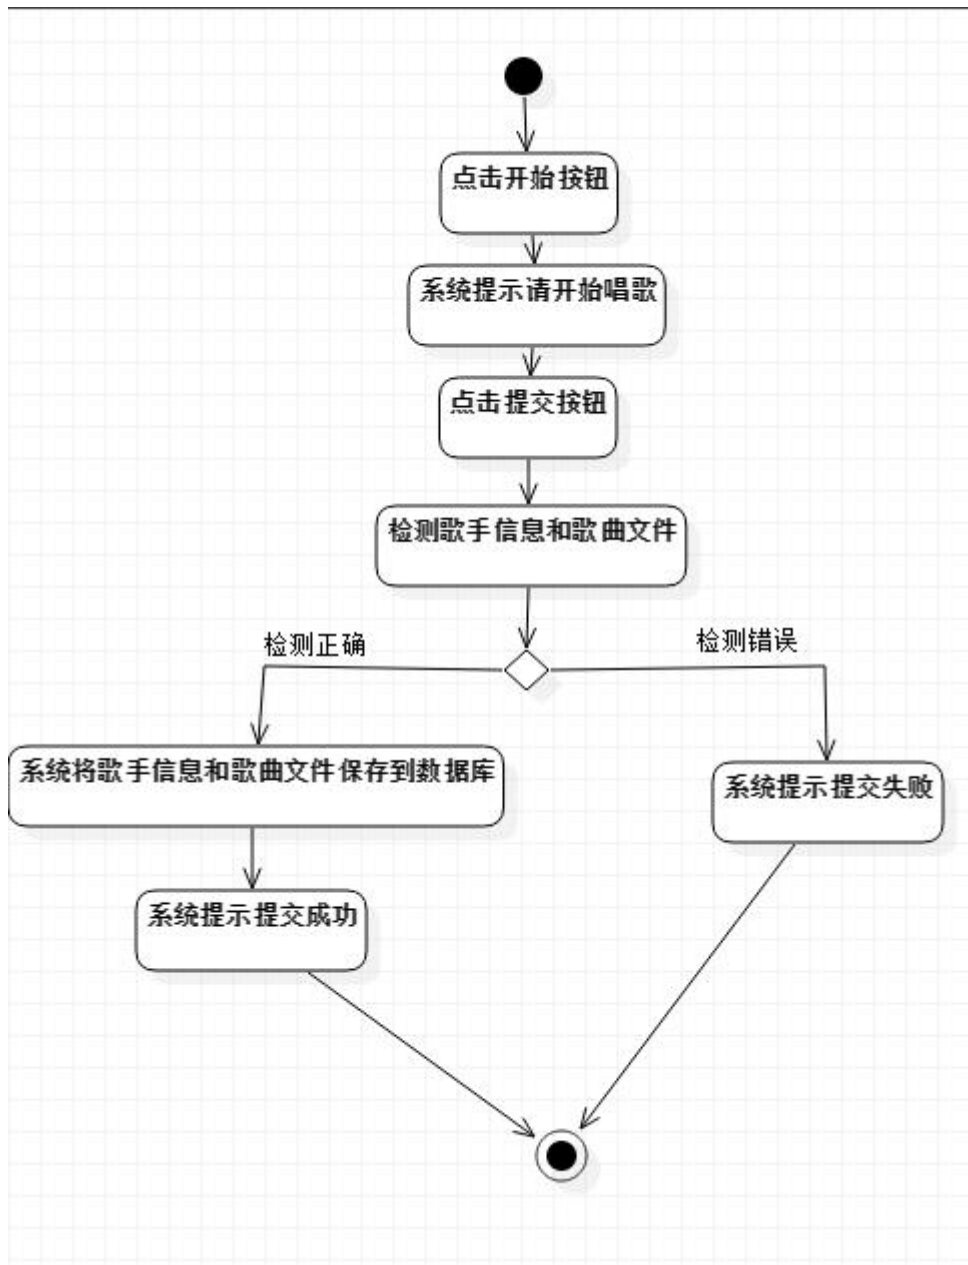 点击开始按钮
系统提示请开始唱歌
点击提交按钮
检测歌手信息和歌曲文件
检测正确
检测错误
系统将歌手信息和歌曲文件保存到数据库
系统提示提交失败
系统提示提交成功